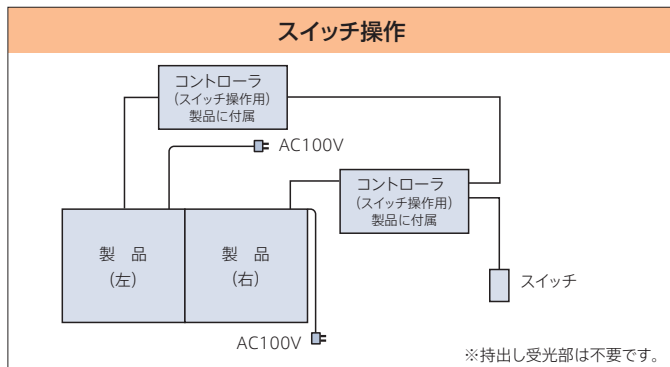 スイッチ操作
コントローラ
(スイッチ操作用)
製品に付属
AC100V
コントローラ
(スイッチ操作用)
製品に付属
製 品
(左)
製 品
(右)
スイッチ
AC100V
※持出し受光部は不要です。